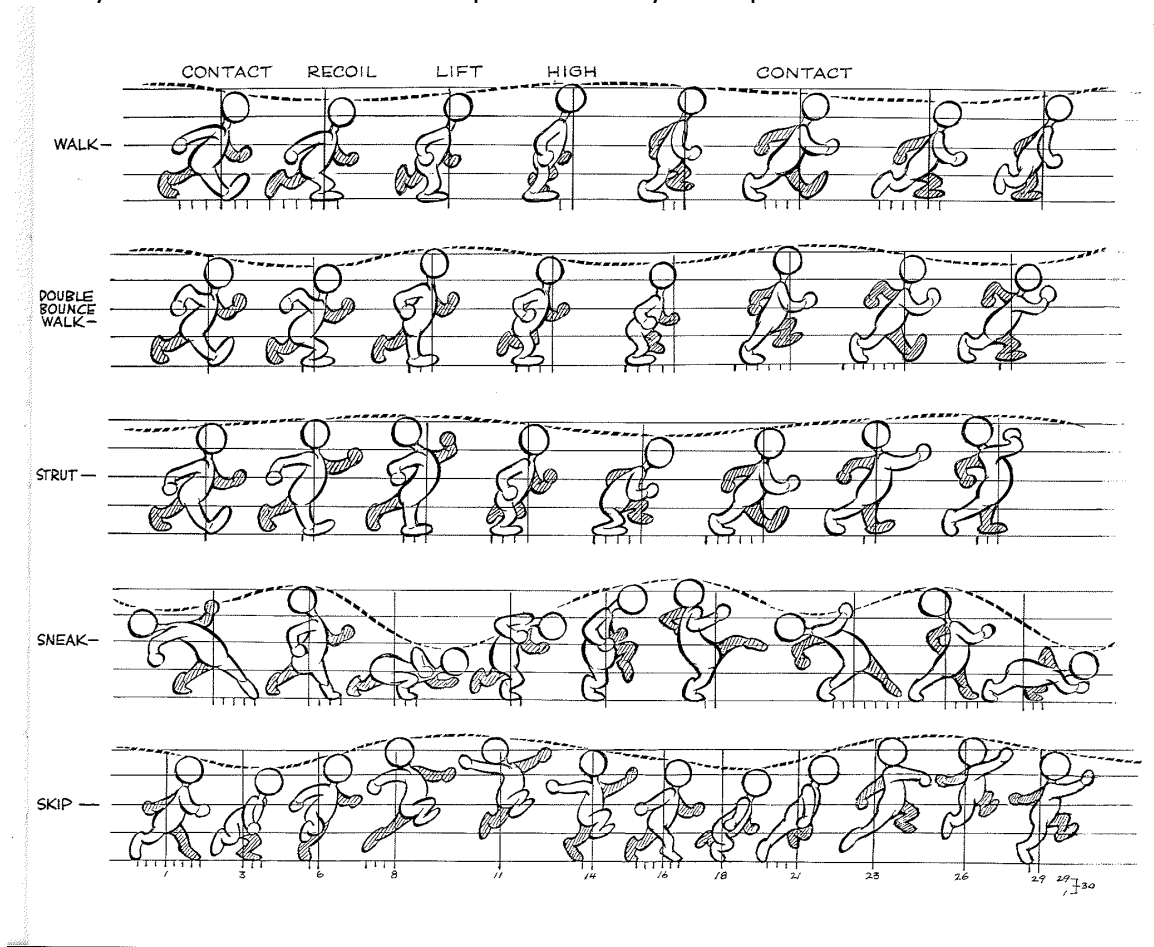 CONTACT RECOIL LIFT HIGH CONTACT
WALK—
DOUBLE
BOUNCE
WALK—
STRUT —
SNEAK—
SKIP —
1 3 6 8 11 14 16 18 21 23 26 29 29
1 30